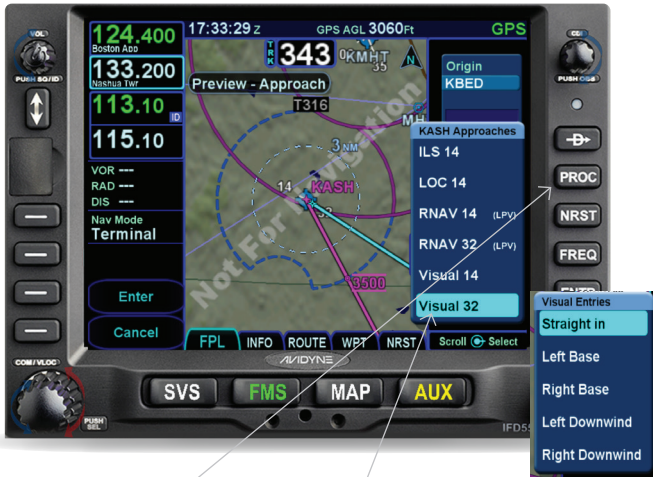 VOL
PUSH SQ/ID
124.400
Boston App
133.200
Nashua Twr
113.10
ID
115.10
VOR ---
RAD ---
DIS ---
Nav Mode
Terminal
Enter
Cancel
17:33:29 Z
GPS AGL 3060Ft
GPS
TRK
343
KMHT
35
N
Preview - Approach
T316
MH
3 NM
14
KASH
32
3500
Not For Navigation
Origin
KBED
KASH Approaches
ILS 14
LOC 14
RNAV 14 (LPV)
RNAV 32 (LPV)
Visual 14
Visual 32
FPL
INFO
ROUTE
WPT
NRST
Scroll
Select
CDI
PUSH OBS
D
PROC
NRST
FREQ
COM/VLOC
PUSH SEL
AVIDYNE
SVS
FMS
MAP
AUX
Visual Entries
Straight in
Left Base
Right Base
Left Downwind
Right Downwind